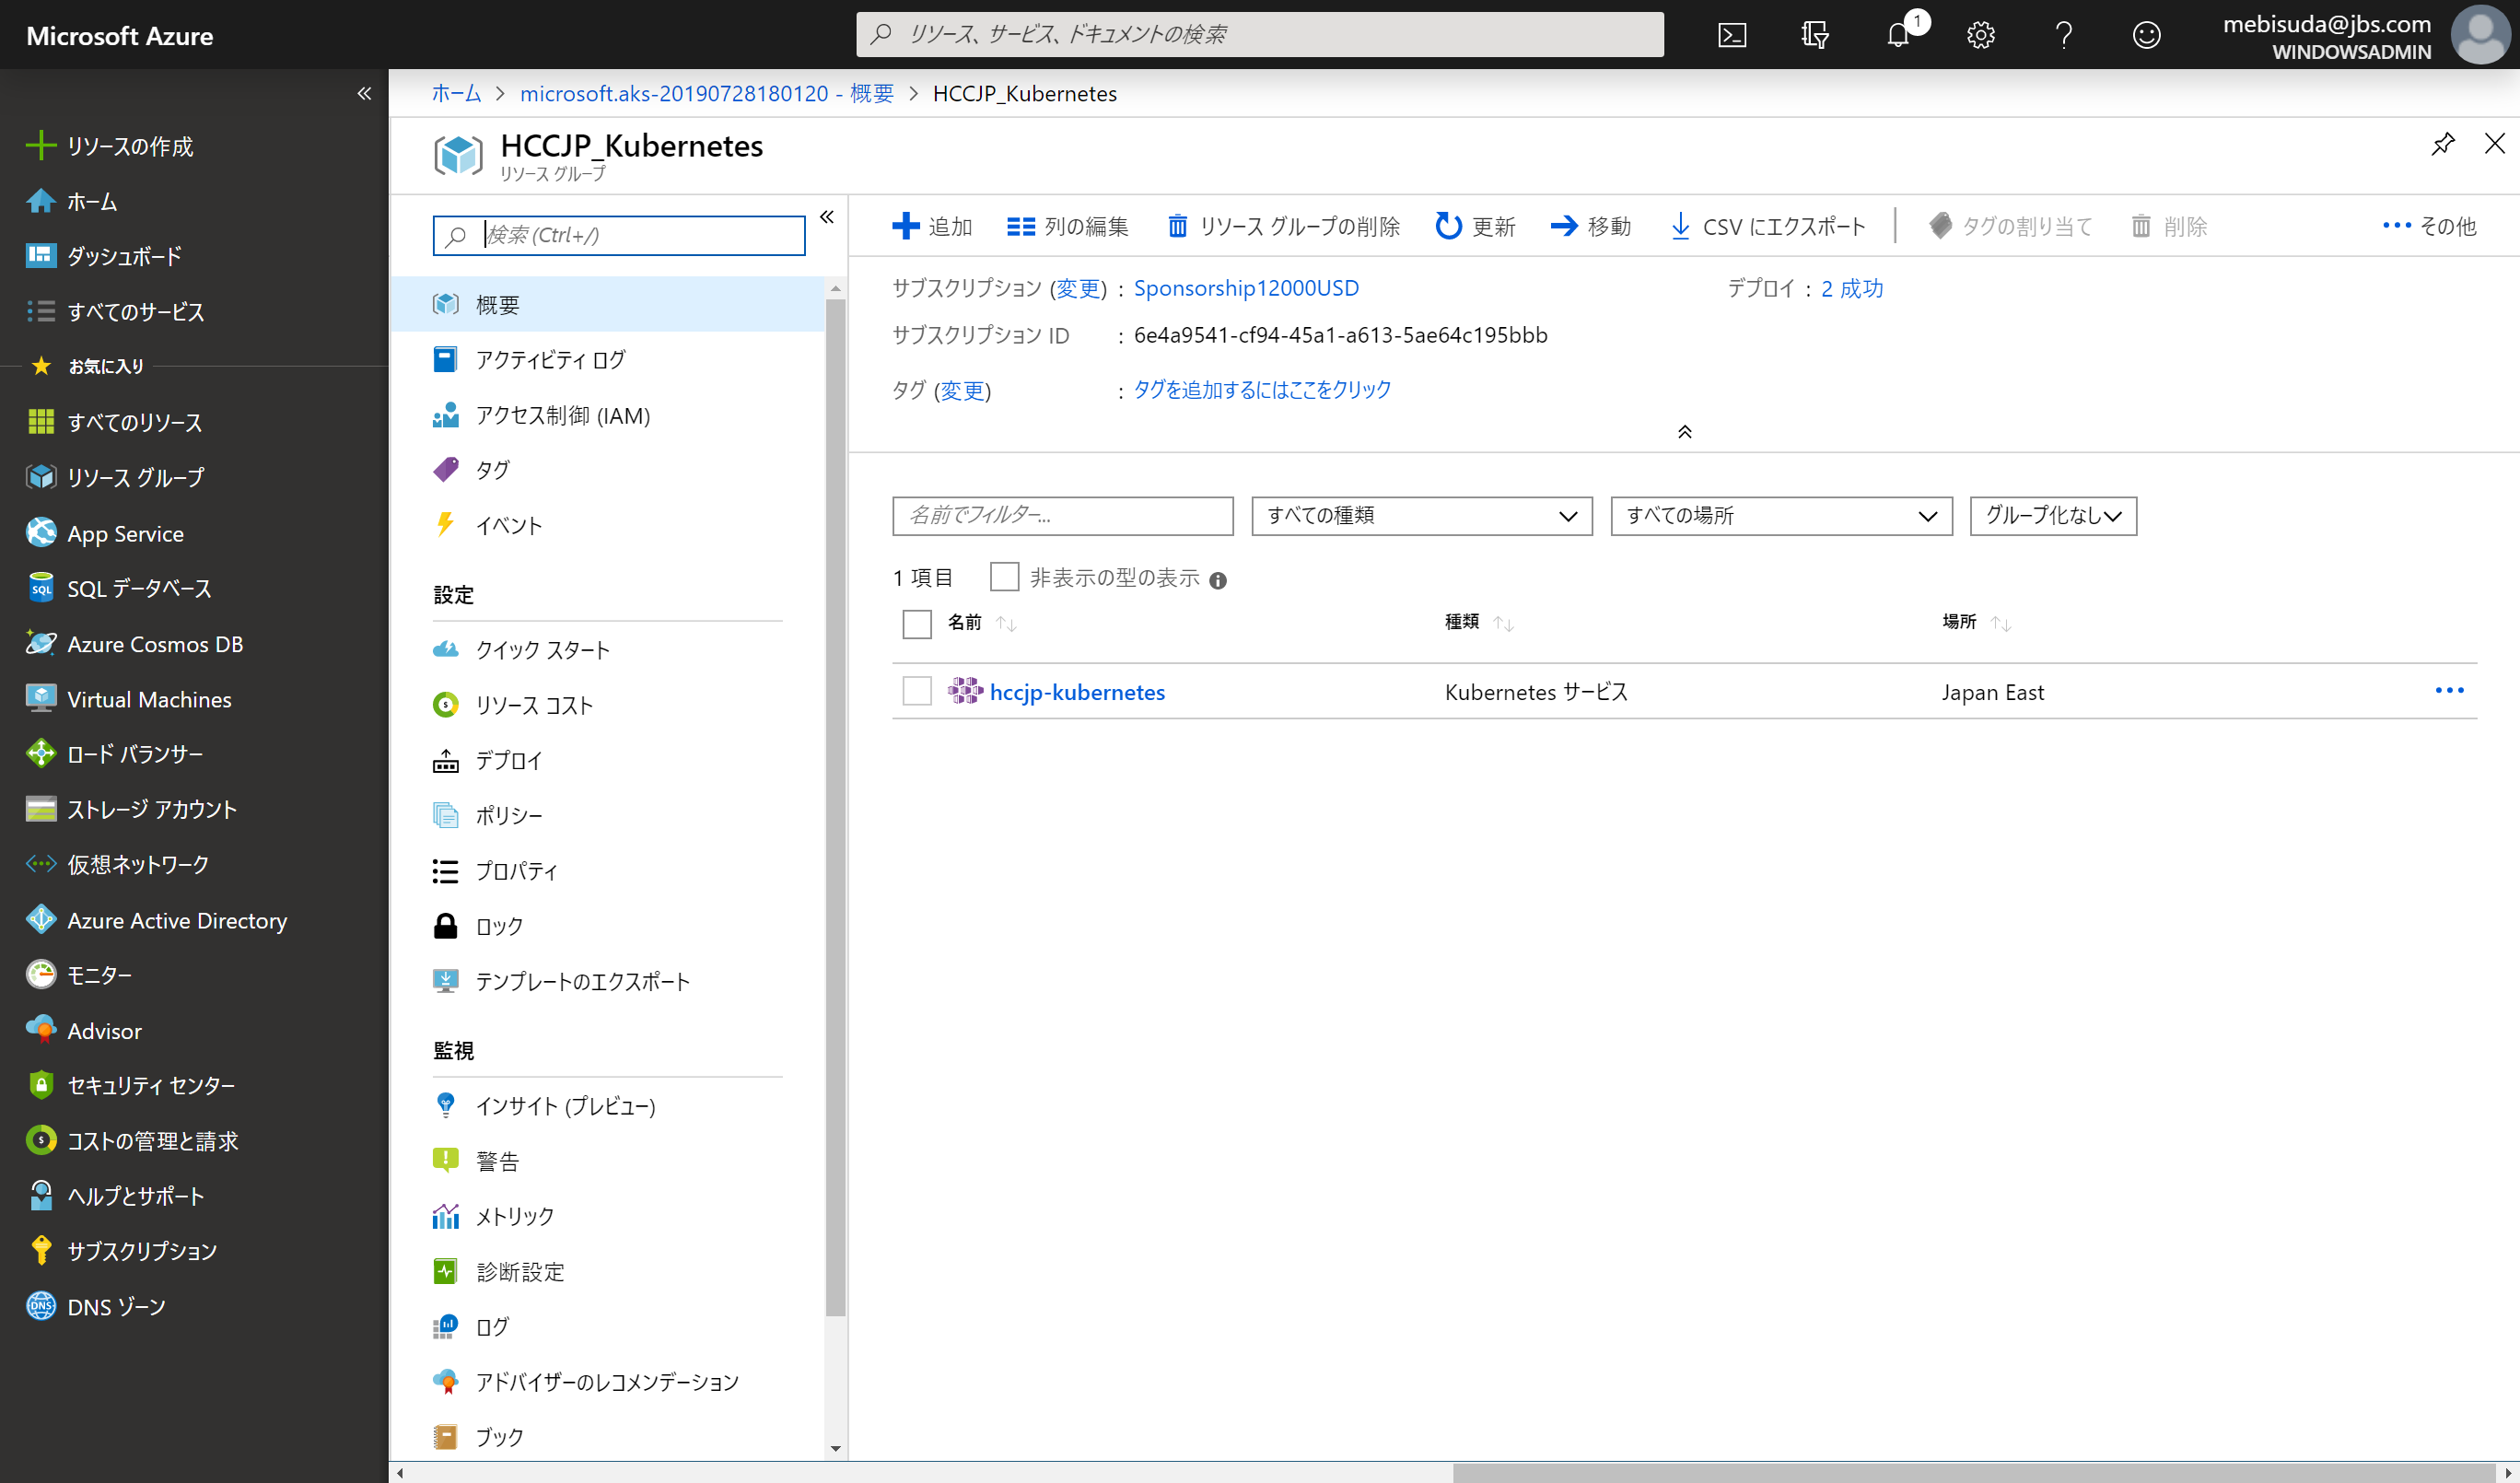 Microsoft Azure
リソース、サービス、ドキュメントの検索
1
mebisuda@jbs.com
WINDOWSADMIN
リソースの作成
ホーム
ダッシュボード
すべてのサービス
お気に入り
すべてのリソース
リソース グループ
App Service
SQL データベース
Azure Cosmos DB
Virtual Machines
ロード バランサー
ストレージ アカウント
仮想ネットワーク
Azure Active Directory
モニター
Advisor
セキュリティ センター
コストの管理と請求
ヘルプとサポート
サブスクリプション
DNS ゾーン
ホーム > microsoft.aks-20190728180120 - 概要 > HCCJP_Kubernetes
HCCJP_Kubernetes
リソース グループ
検索 (Ctrl+/)
概要
アクティビティ ログ
アクセス制御 (IAM)
タグ
イベント
設定
クイック スタート
リソース コスト
デプロイ
ポリシー
プロパティ
ロック
テンプレートのエクスポート
監視
インサイト (プレビュー)
警告
メトリック
診断設定
ログ
アドバイザーのレコメンデーション
ブック
追加 列の編集 リソース グループの削除 更新 移動 CSV にエクスポート タグの割り当て 削除 その他
サブスクリプション (変更) : Sponsorship12000USD デプロイ : 2 成功
サブスクリプション ID : 6e4a9541-cf94-45a1-a613-5ae64c195bbb
タグ (変更) : タグを追加するにはここをクリック
名前でフィルター... すべての種類 すべての場所 グループ化なし
1 項目 非表示の型の表示
名前 種類 場所
hccjp-kubernetes Kubernetes サービス Japan East